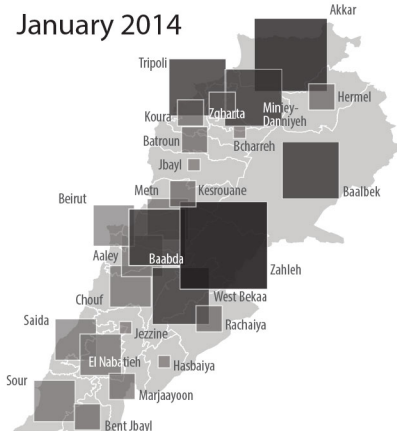 January 2014
Akkar
Tripoli
Hermel
Zgharta
Minjey-
Danniyeh
Koura
Batroun
Bcharreh
Jbayl
Baalbek
Metn
Kesrouane
Beirut
Aaley
Baabda
Zahleh
Chouf
West Bekaa
Rachaiya
Saida
Jezzine
El Nabatieh
Hasbaiya
Sour
Marjaayoon
Bent Jbayl